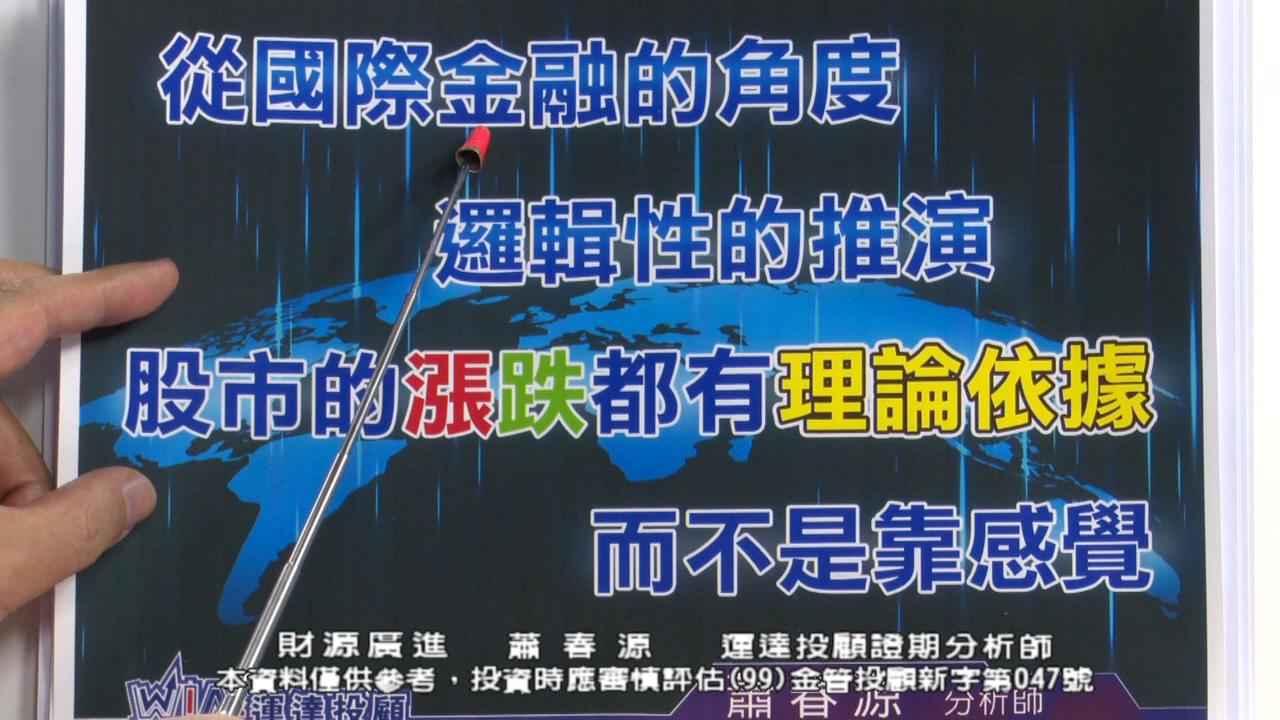 從國際金融的角度
邏輯性的推演
股市的漲跌都有理論依據
而不是靠感覺
財源廣進 蕭春源 運達投顧證期分析師
本資料僅供參考，投資時應審慎評估(99)金管投顧新字第047號
WIN 運達投顧
蕭春源 分析師